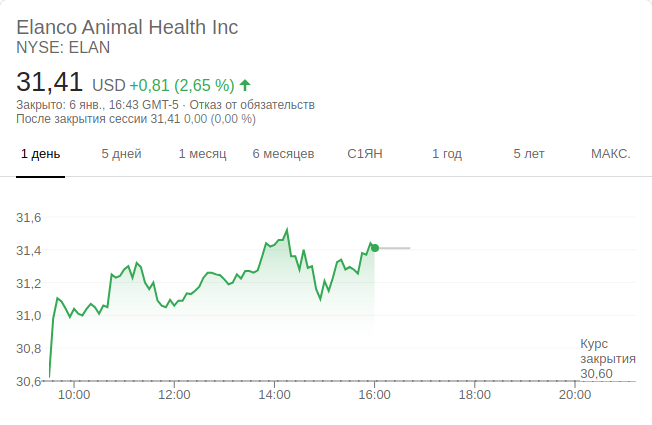 Elanco Animal Health Inc
NYSE: ELAN
31,41 USD +0,81 (2,65 %)
Закрыто: 6 янв., 16:43 GMT-5 · Отказ от обязательств
После закрытия сессии 31,41 0,00 (0,00 %)
1 день 5 дней 1 месяц 6 месяцев С1ЯН 1 год 5 лет МАКС.
31,6
31,4
31,2
31,0
30,8
30,6
Курс
закрытия
30,60
10:00 12:00 14:00 16:00 18:00 20:00